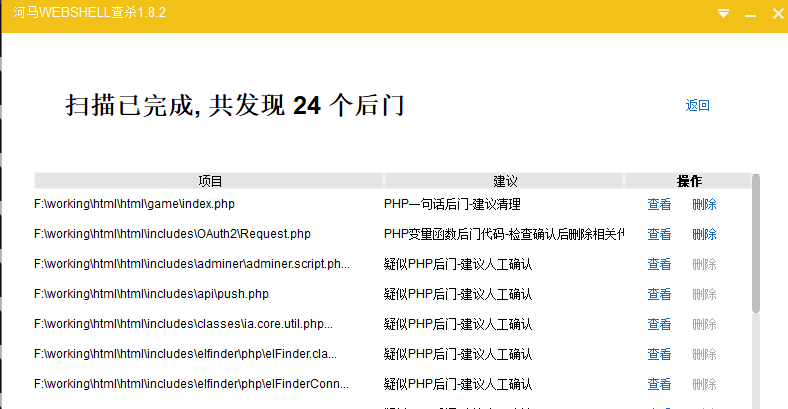 河马WEBSHELL查杀1.8.2
扫描已完成, 共发现 24 个后门
返回
项目 建议 操作
F:\working\html\html\game\index.php PHP一句话后门-建议清理 查看 删除
F:\working\html\html\includes\OAuth2\Request.php PHP变量函数后门代码-检查确认后删除相关代 查看 删除
F:\working\html\html\includes\adminer\adminer.script.ph... 疑似PHP后门-建议人工确认 查看 删除
F:\working\html\html\includes\api\push.php 疑似PHP后门-建议人工确认 查看 删除
F:\working\html\html\includes\classes\ia.core.util.php... 疑似PHP后门-建议人工确认 查看 删除
F:\working\html\html\includes\elfinder\php\elFinder.cla... 疑似PHP后门-建议人工确认 查看 删除
F:\working\html\html\includes\elfinder\php\elFinderConn... 疑似PHP后门-建议人工确认 查看 删除